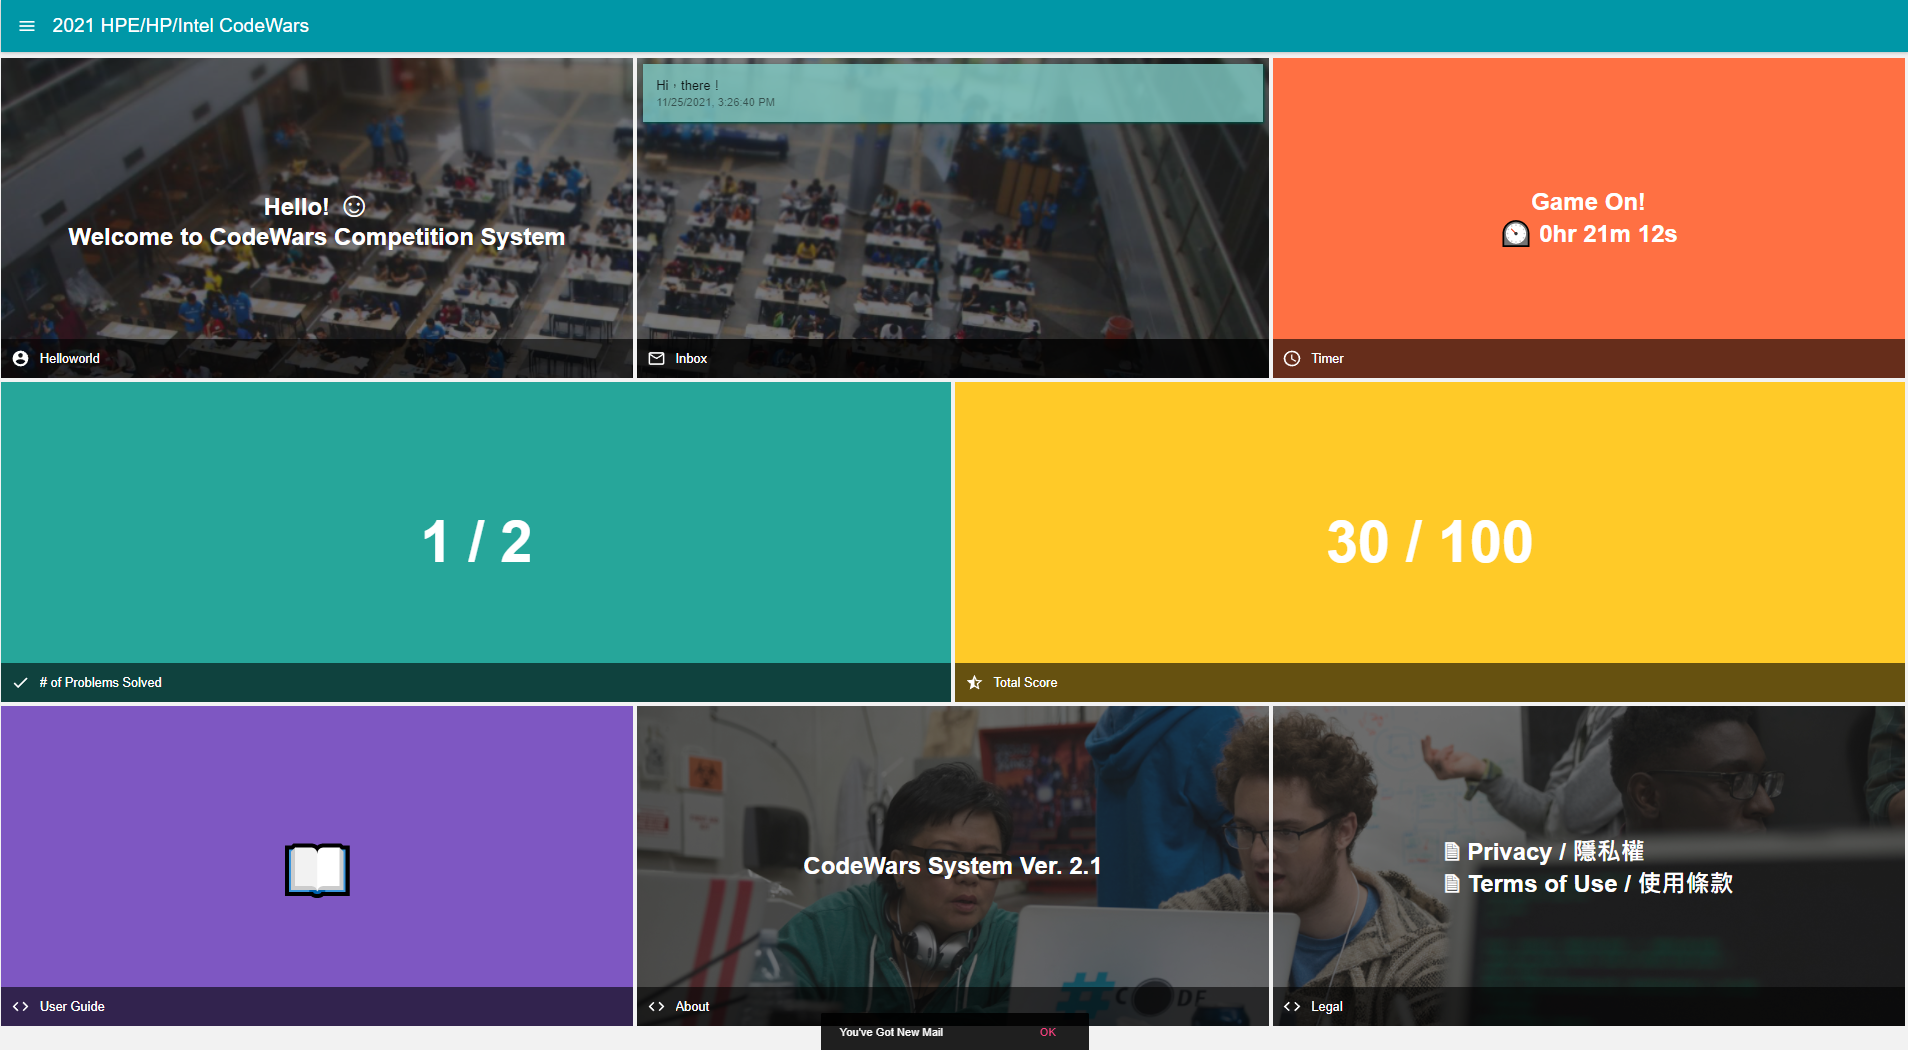 2021 HPE/HP/Intel CodeWars
Hello! ☺
Welcome to CodeWars Competition System
Helloworld
Hi，there！
11/25/2021, 3:26:40 PM
Inbox
Game On!
0hr 21m 12s
Timer
1 / 2
# of Problems Solved
30 / 100
Total Score
User Guide
CodeWars System Ver. 2.1
About
Privacy / 隱私權
Terms of Use / 使用條款
Legal
You've Got New Mail OK